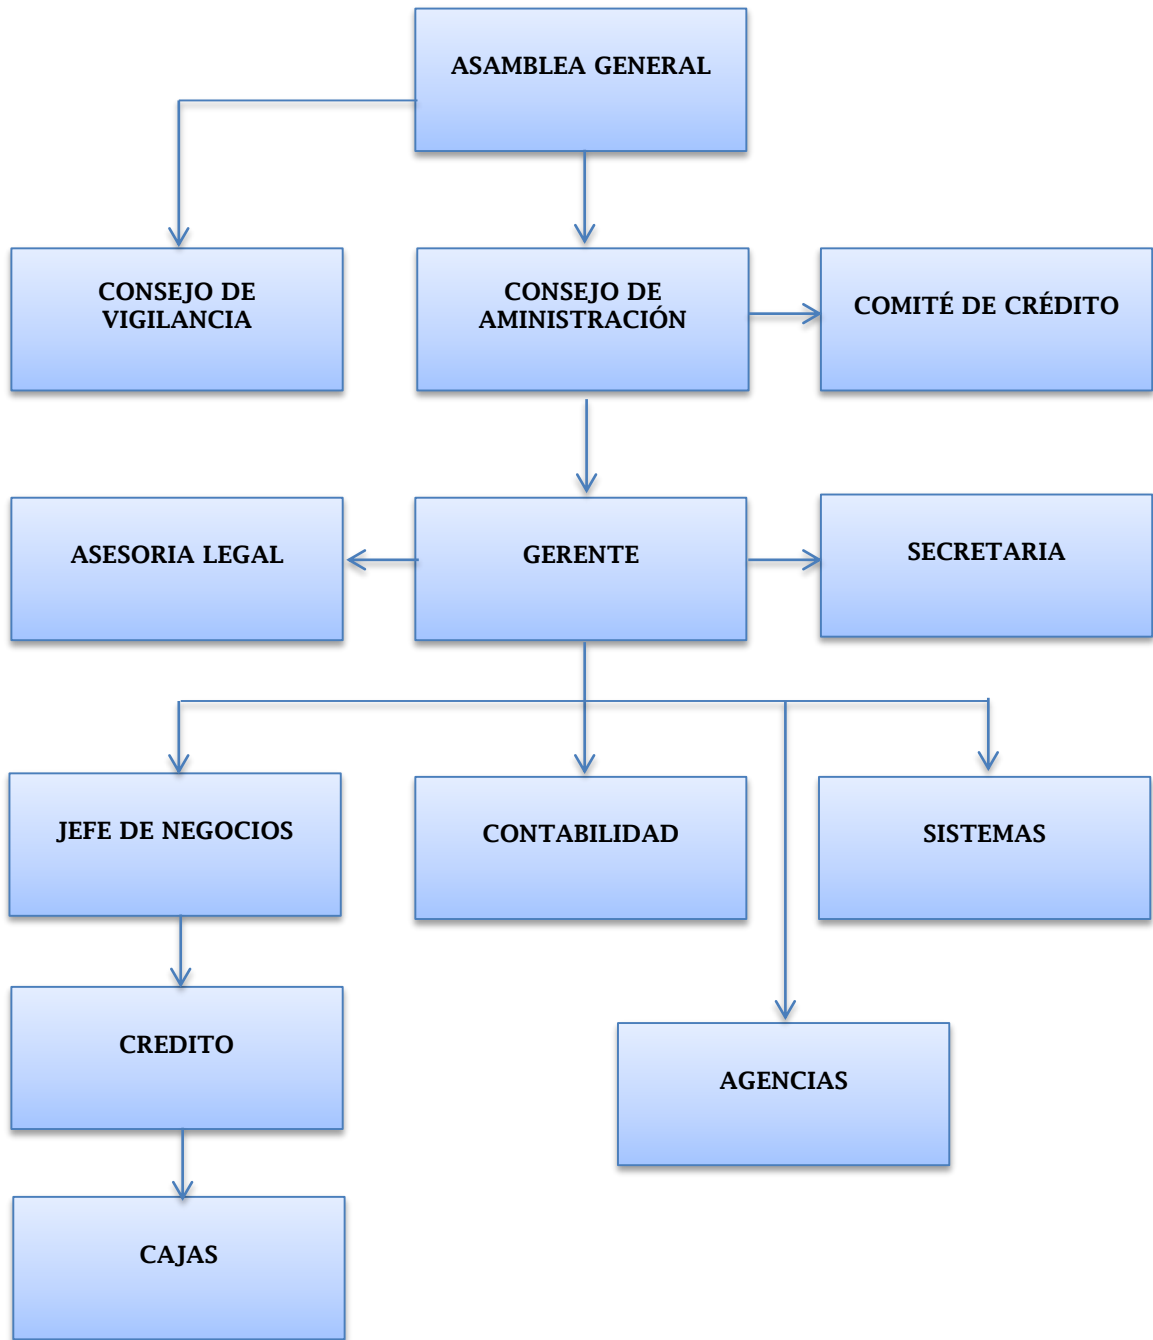 ASAMBLEA GENERAL
CONSEJO DE
VIGILANCIA
CONSEJO DE
AMINISTRACIÓN
COMITÉ DE CRÉDITO
ASESORIA LEGAL
GERENTE
SECRETARIA
JEFE DE NEGOCIOS
CONTABILIDAD
SISTEMAS
CREDITO
AGENCIAS
CAJAS